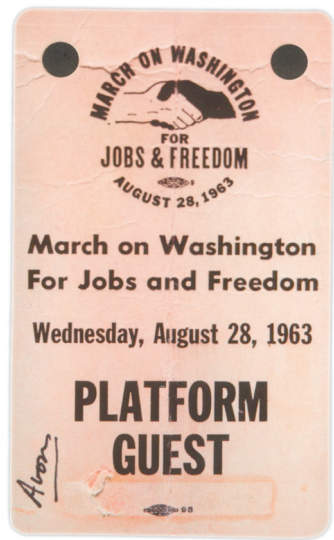 MARCH ON WASHINGTON
FOR
JOBS & FREEDOM
AUGUST 28, 1963
March on Washington
For Jobs and Freedom
Wednesday, August 28, 1963
PLATFORM
GUEST
98